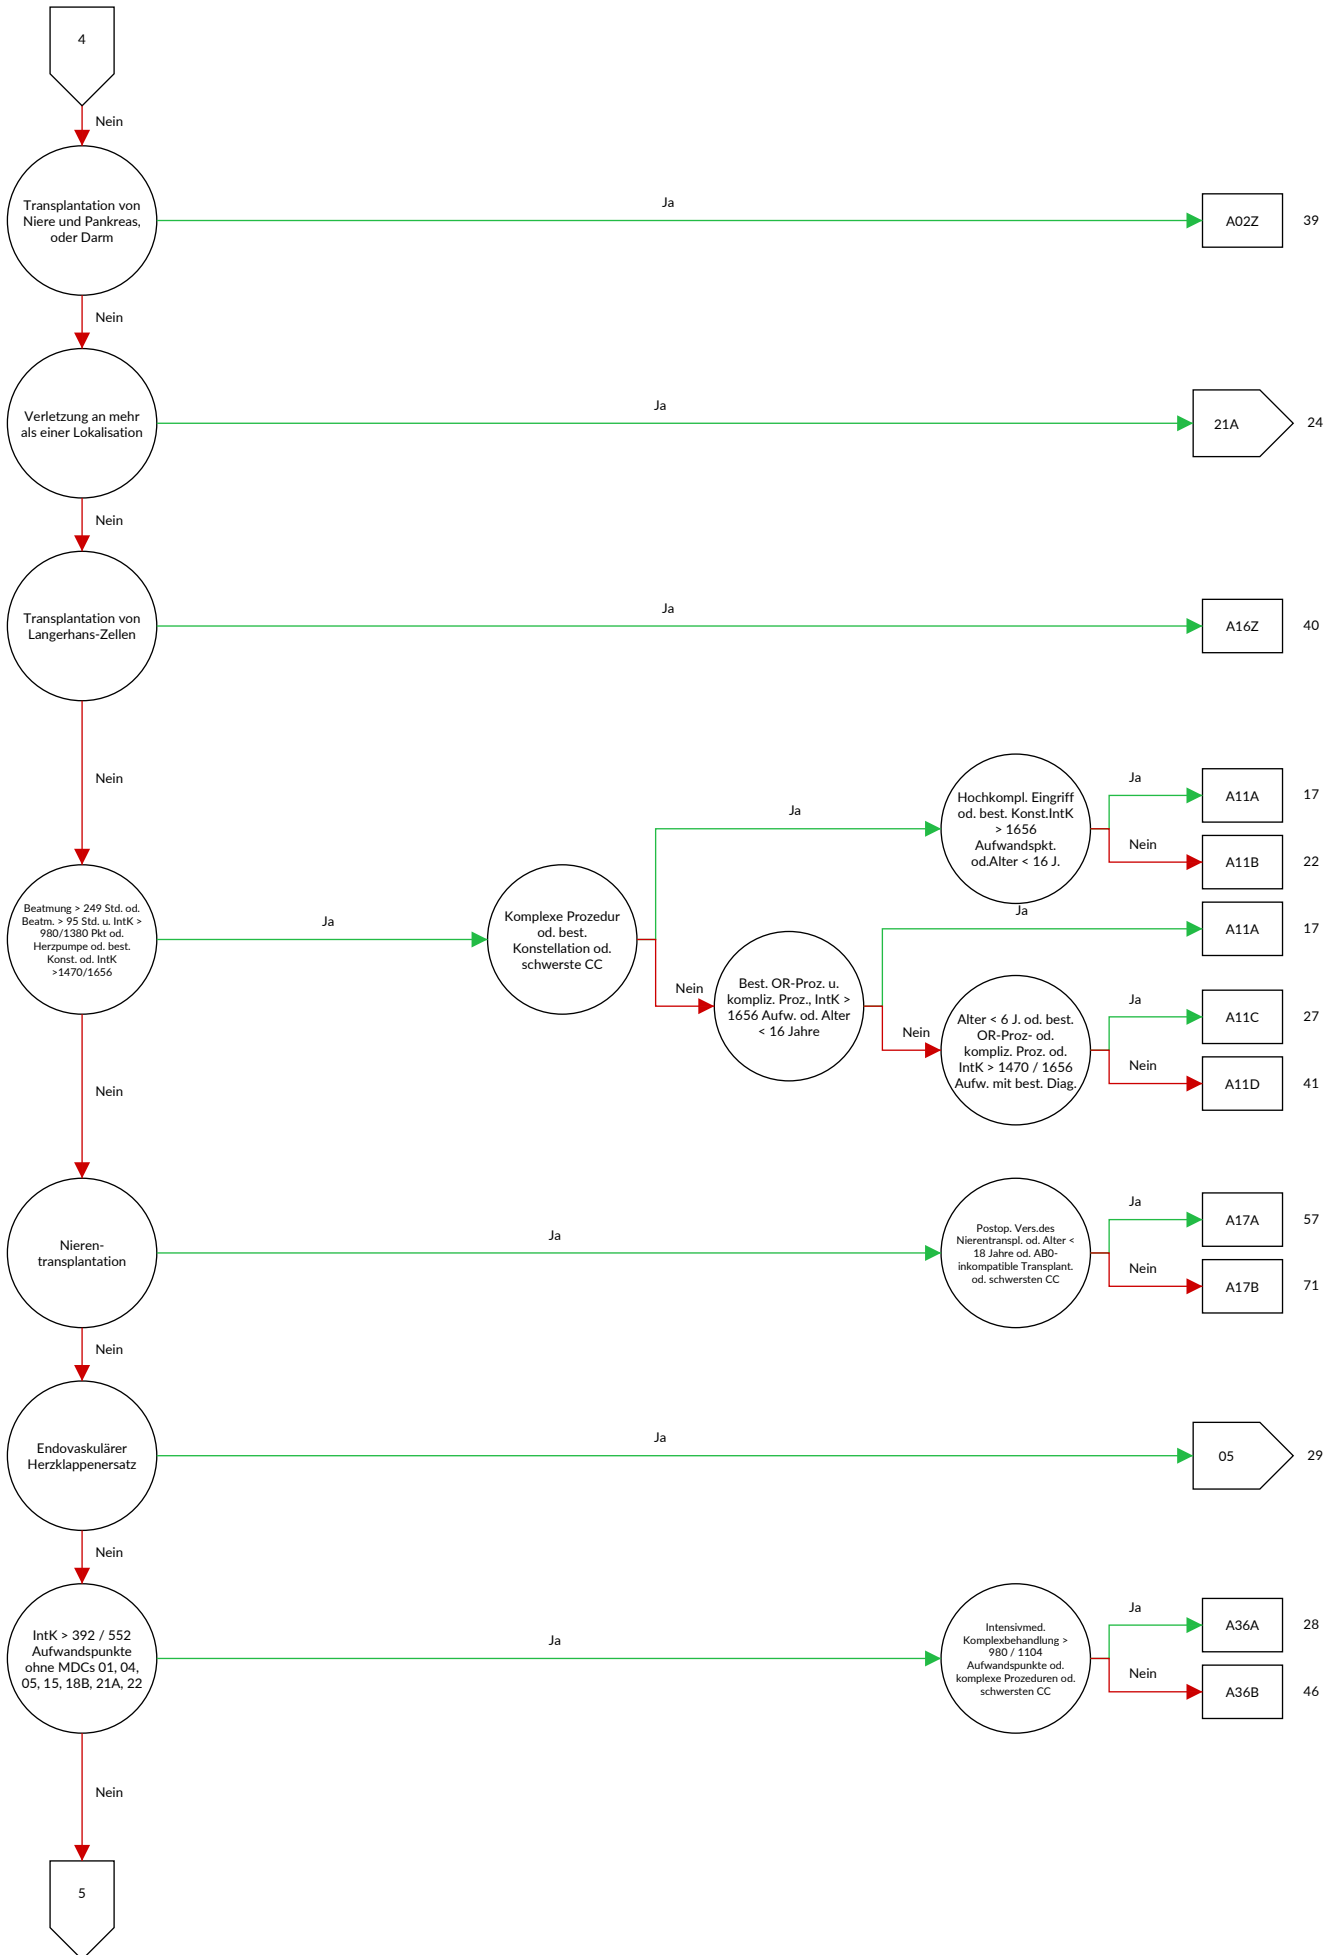 4
Nein
Transplantation von
Niere und Pankreas,
oder Darm
Ja
A02Z
39
Nein
Verletzung an mehr
als einer Lokalisation
Ja
21A
24
Nein
Transplantation von
Langerhans-Zellen
Ja
A16Z
40
Nein
Beatmung > 249 Std. od.
Beatm. > 95 Std. u. IntK >
980/1380 Pkt od.
Herzpumpe od. best.
Konst. od. IntK
>1470/1656
Ja
Komplexe Prozedur
od. best.
Konstellation od.
schwerste CC
Ja
Hochkompl. Eingriff
od. best. Konst.IntK
> 1656
Aufwandspkt.
od.Alter < 16 J.
Ja
A11A
17
Nein
A11B
22
Nein
Best. OR-Proz. u.
kompliz. Proz., IntK >
1656 Aufw. od. Alter
< 16 Jahre
Ja
A11A
17
Nein
Alter < 6 J. od. best.
OR-Proz- od.
kompliz. Proz. od.
IntK > 1470 / 1656
Aufw. mit best. Diag.
Ja
A11C
27
Nein
A11D
41
Nein
Nieren-
transplantation
Ja
Postop. Vers.des
Nierentranspl. od. Alter <
18 Jahre od. AB0-
inkompatible Transplant.
od. schwersten CC
Ja
A17A
57
Nein
A17B
71
Nein
Endovaskulärer
Herzklappenersatz
Ja
05
29
Nein
IntK > 392 / 552
Aufwandspunkte
ohne MDCs 01, 04,
05, 15, 18B, 21A, 22
Ja
Intensivmed.
Komplexbehandlung >
980 / 1104
Aufwandspunkte od.
komplexe Prozeduren od.
schwersten CC
Ja
A36A
28
Nein
A36B
46
Nein
5